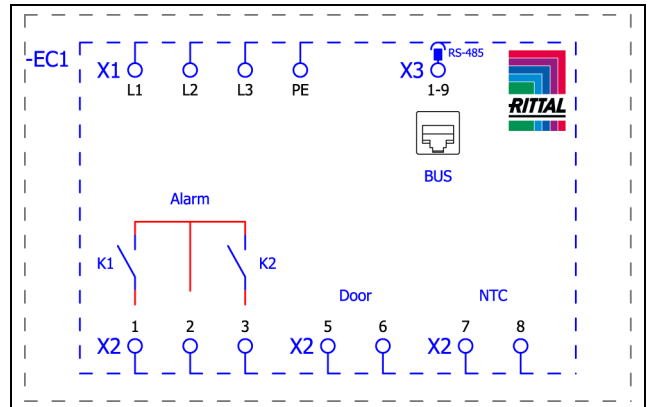 -EC1
X1
L1 L2 L3 PE
X3
RS-485
1-9
RITTAL
BUS
Alarm
K1
K2
Door
NTC
1 2 3 5 6 7 8
X2 X2 X2